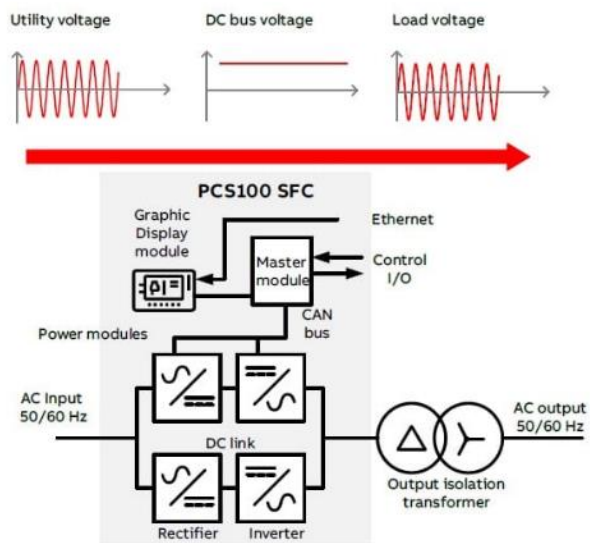 Utility voltage
DC bus voltage
Load voltage
PCS100 SFC
Graphic
Display
module
Ethernet
Master
module
Control
I/O
CAN
bus
Power modules
AC Input
50/60 Hz
DC link
AC output
50/60 Hz
Output isolation
transformer
Rectifier
Inverter